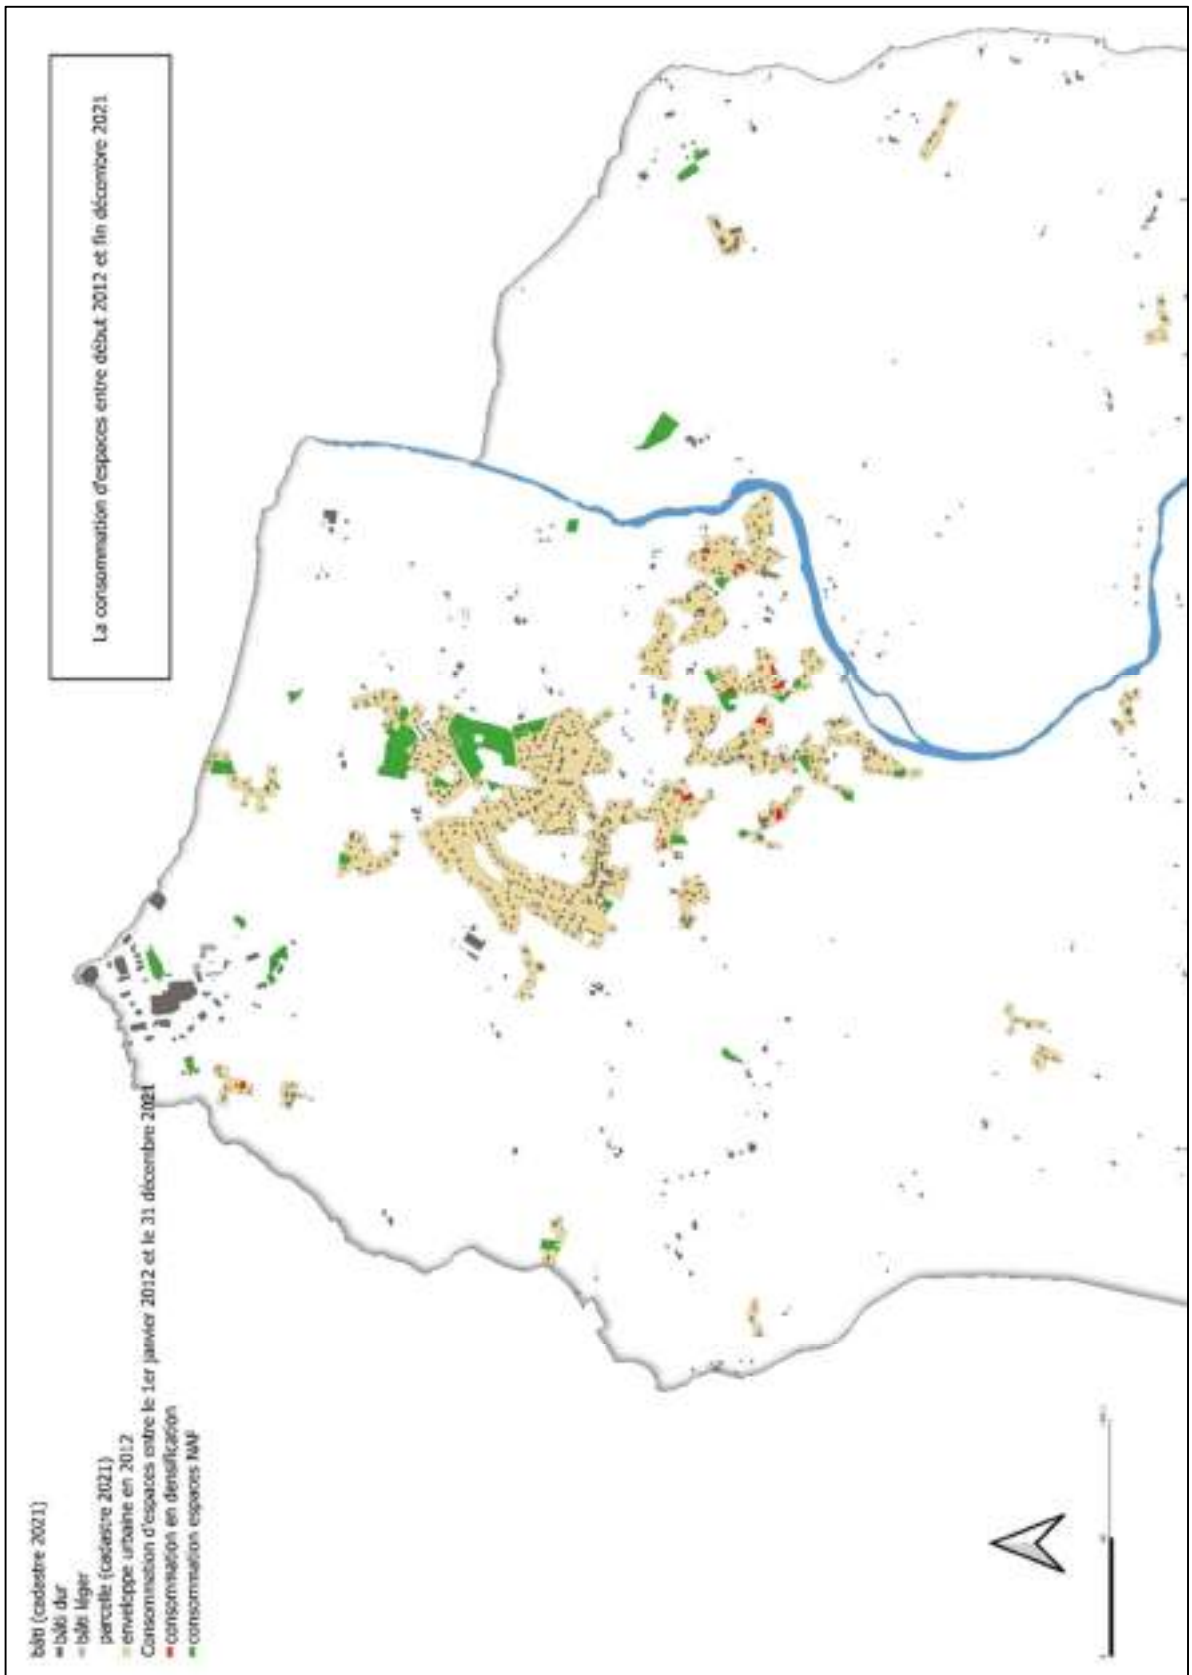 La consommation d'espaces entre début 2012 et fin décembre 2021
bâti (cadastre 2021)
bâti dur
bâti léger
parcelle (cadastre 2021)
enveloppe urbaine en 2012
Consommation d'espaces entre le 1er janvier 2012 et le 31 décembre 2021
consommation en densification
consommation espaces NAF